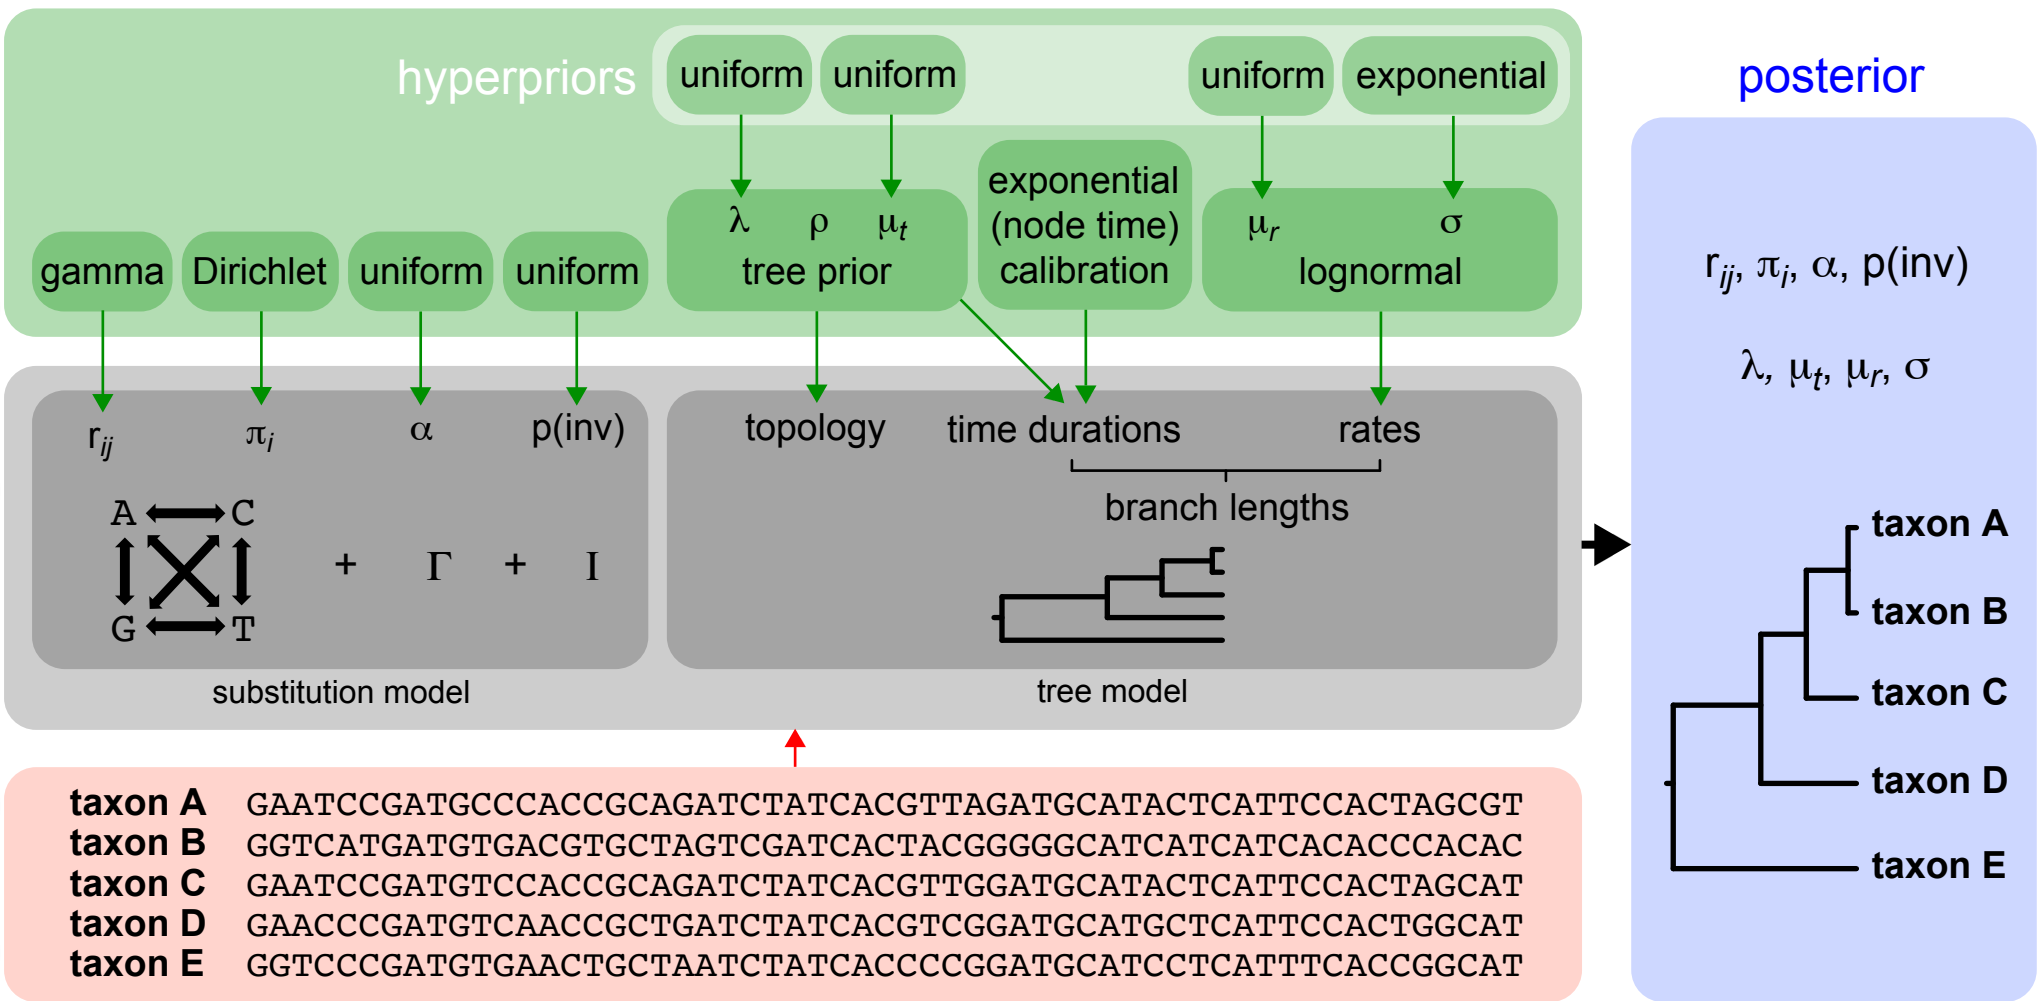 hyperpriors
uniform uniform uniform exponential
posterior
exponential
(node time)
calibration
λ ρ μt
tree prior
μr σ
lognormal
gamma Dirichlet uniform uniform
rij πi α p(inv)
topology time durations rates
branch lengths
A C
G T
+ Γ + I
substitution model
tree model
taxon A GAATCCGATGCCCACCGCAGATCTATCACGTTAGATGCATACTCATTCCACTAGCGT
taxon B GGTCATGATGTGACGTGCTAGTCGATCACTACGGGGGCATCATCATCACACCCACAC
taxon C GAATCCGATGTCCACCGCAGATCTATCACGTTGGATGCATACTCATTCCACTAGCAT
taxon D GAACCCGATGTCAACCGCTGATCTATCACGTCGGATGCATGCTCATTCCACTGGCAT
taxon E GGTCCCGATGTGAACTGCTAATCTATCACCCCGGATGCATCCTCATTTCACCGGCAT
rij, πi, α, p(inv)
λ, μt, μr, σ
taxon A
taxon B
taxon C
taxon D
taxon E